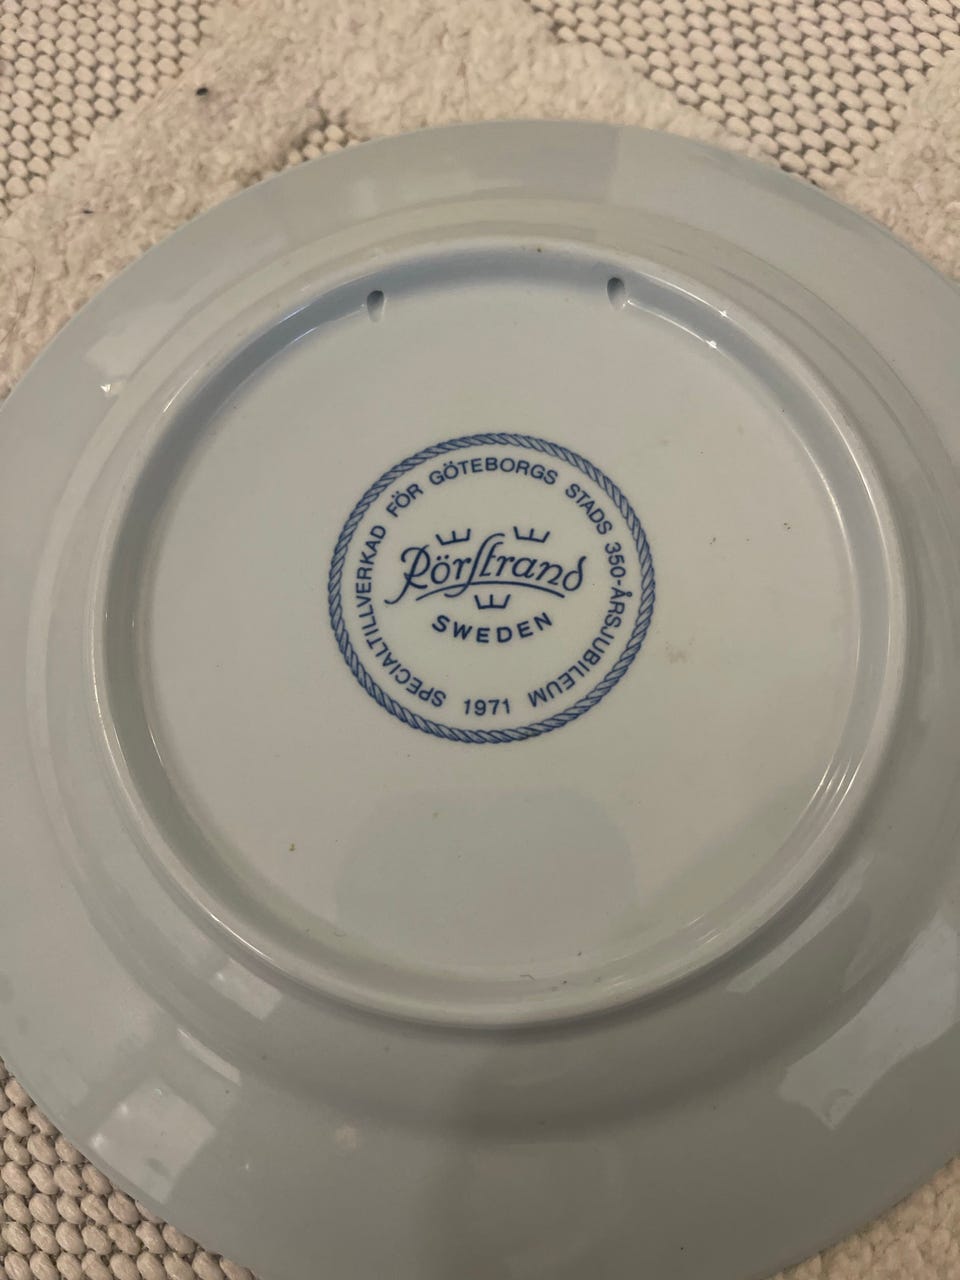 SPECIALTILLVERKAD FÖR GÖTEBORGS STADS 350-ÅRSJUBILEUM 1971
Rörstrand
SWEDEN